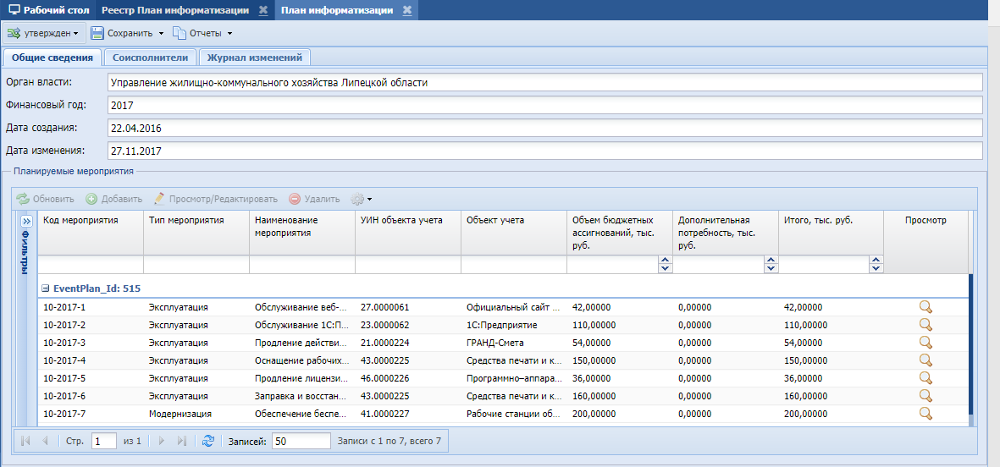 Рабочий стол Реестр План информатизации План информатизации
утвержден Сохранить Отчеты
Общие сведения Соисполнители Журнал изменений
Орган власти: Управление жилищно-коммунального хозяйства Липецкой области
Финансовый год: 2017
Дата создания: 22.04.2016
Дата изменения: 27.11.2017
Планируемые мероприятия
Обновить Добавить Просмотр/Редактировать Удалить
Фильтры
Код мероприятия Тип мероприятия Наименование мероприятия УИН объекта учета Объект учета Объем бюджетных ассигнований, тыс. руб. Дополнительная потребность, тыс. руб. Итого, тыс. руб. Просмотр
EventPlan_Id: 515
10-2017-1 Эксплуатация Обслуживание веб-... 27.0000061 Официальный сайт ... 42,00000 0,00000 42,00000
10-2017-2 Эксплуатация Обслуживание 1С:П... 23.0000062 1С:Предприятие 110,00000 0,00000 110,00000
10-2017-3 Эксплуатация Продление действи... 21.0000224 ГРАНД-Смета 54,00000 0,00000 54,00000
10-2017-4 Эксплуатация Оснащение рабочих... 43.0000225 Средства печати и к... 150,00000 0,00000 150,00000
10-2017-5 Эксплуатация Продление лицензи... 46.0000226 Программно–аппара... 36,00000 0,00000 36,00000
10-2017-6 Эксплуатация Заправка и восстан... 43.0000225 Средства печати и к... 160,00000 0,00000 160,00000
10-2017-7 Модернизация Обеспечение беспе... 41.0000227 Рабочие станции об... 200,00000 0,00000 200,00000
Стр. 1 из 1 Записей: 50 Записи с 1 по 7, всего 7